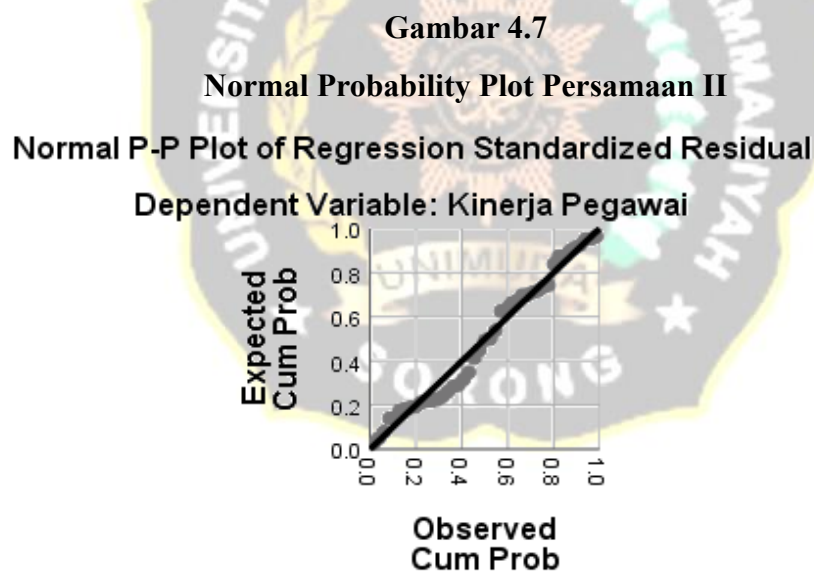 Gambar 4.7
Normal Probability Plot Persamaan II
Normal P-P Plot of Regression Standardized Residual
Dependent Variable: Kinerja Pegawai
Expected
Cum Prob
1.0
0.8
0.6
0.4
0.2
0.0
0.0
0.2
0.4
0.6
0.8
1.0
Observed
Cum Prob
UNIMUDA
SORONG